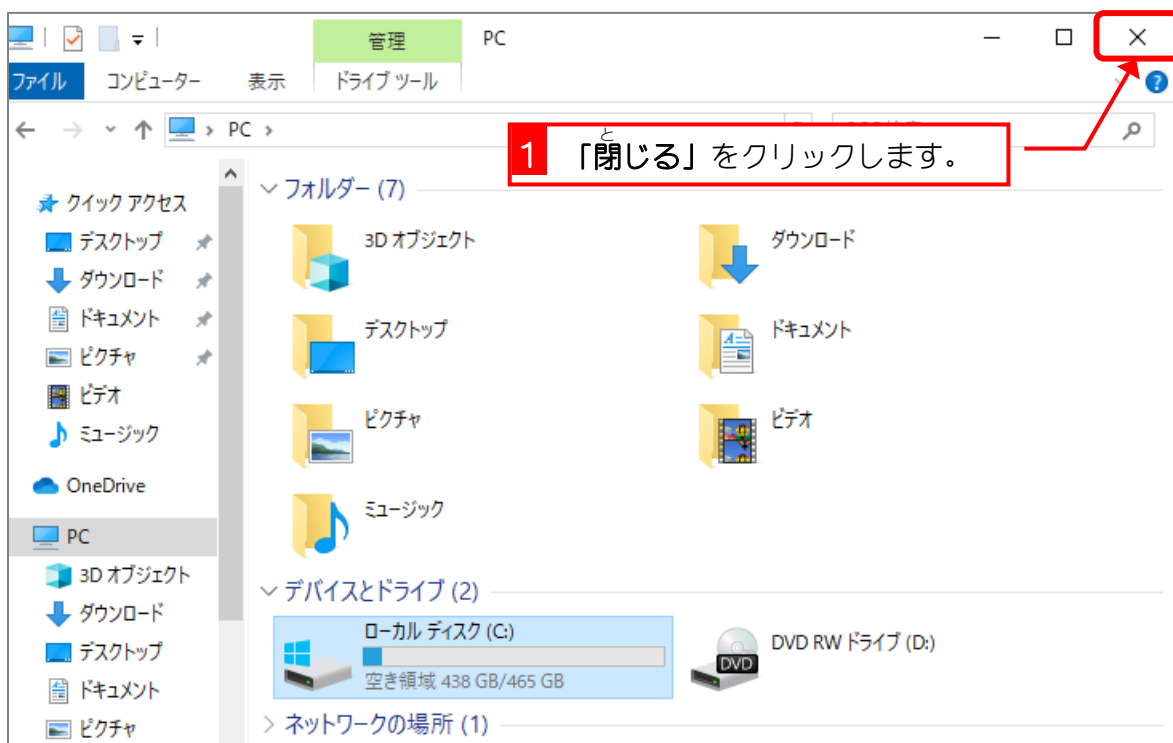 管理 PC
ファイル コンピューター 表示 ドライブ ツール
PC
と
1 「閉じる」をクリックします。
クイック アクセス
デスクトップ
ダウンロード
ドキュメント
ピクチャ
ビデオ
ミュージック
OneDrive
PC
3D オブジェクト
ダウンロード
デスクトップ
ドキュメント
ピクチャ
フォルダー (7)
3D オブジェクト
ダウンロード
デスクトップ
ドキュメント
ピクチャ
ビデオ
ミュージック
デバイスとドライブ (2)
ローカル ディスク (C:)
空き領域 438 GB/465 GB
DVD
DVD RW ドライブ (D:)
ネットワークの場所 (1)